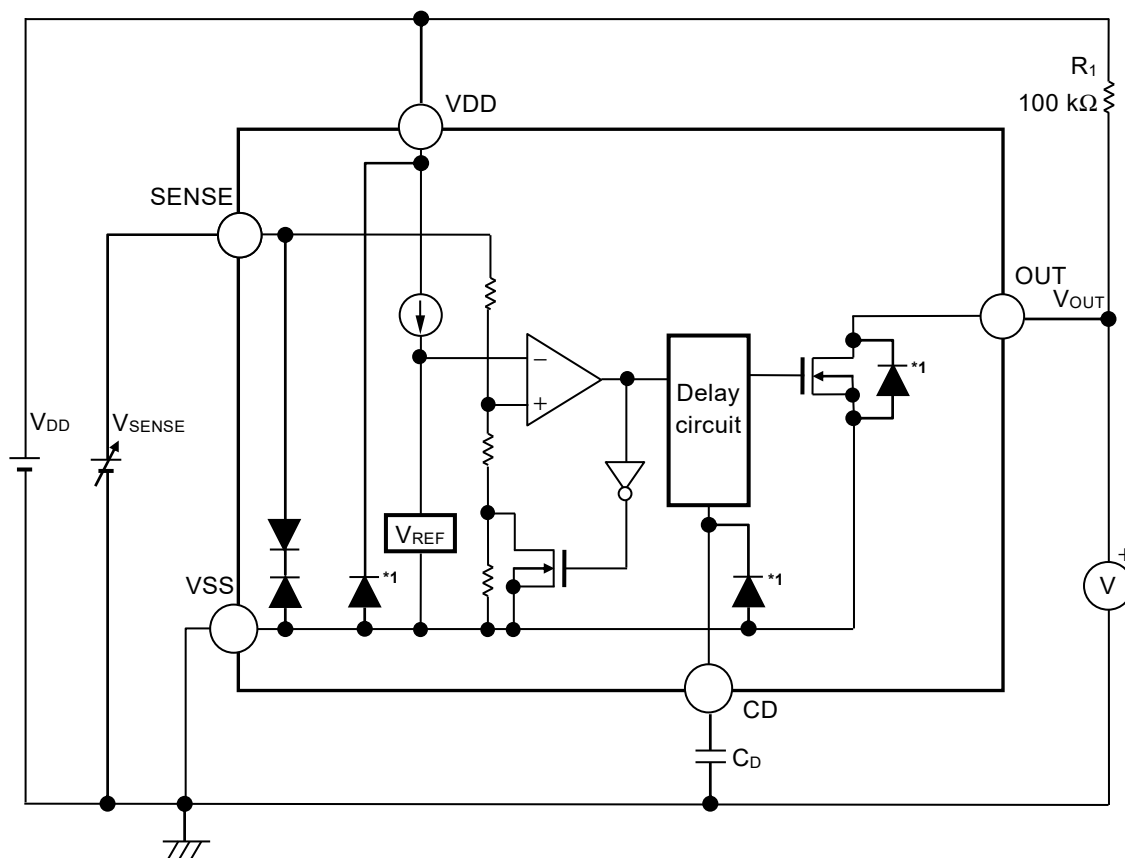 R1
100 kΩ
VDD
SENSE
OUT
VOUT
*1
−
+
Delay
circuit
VDD
VSENSE
VREF
*1
*1
VSS
+
V
CD
CD